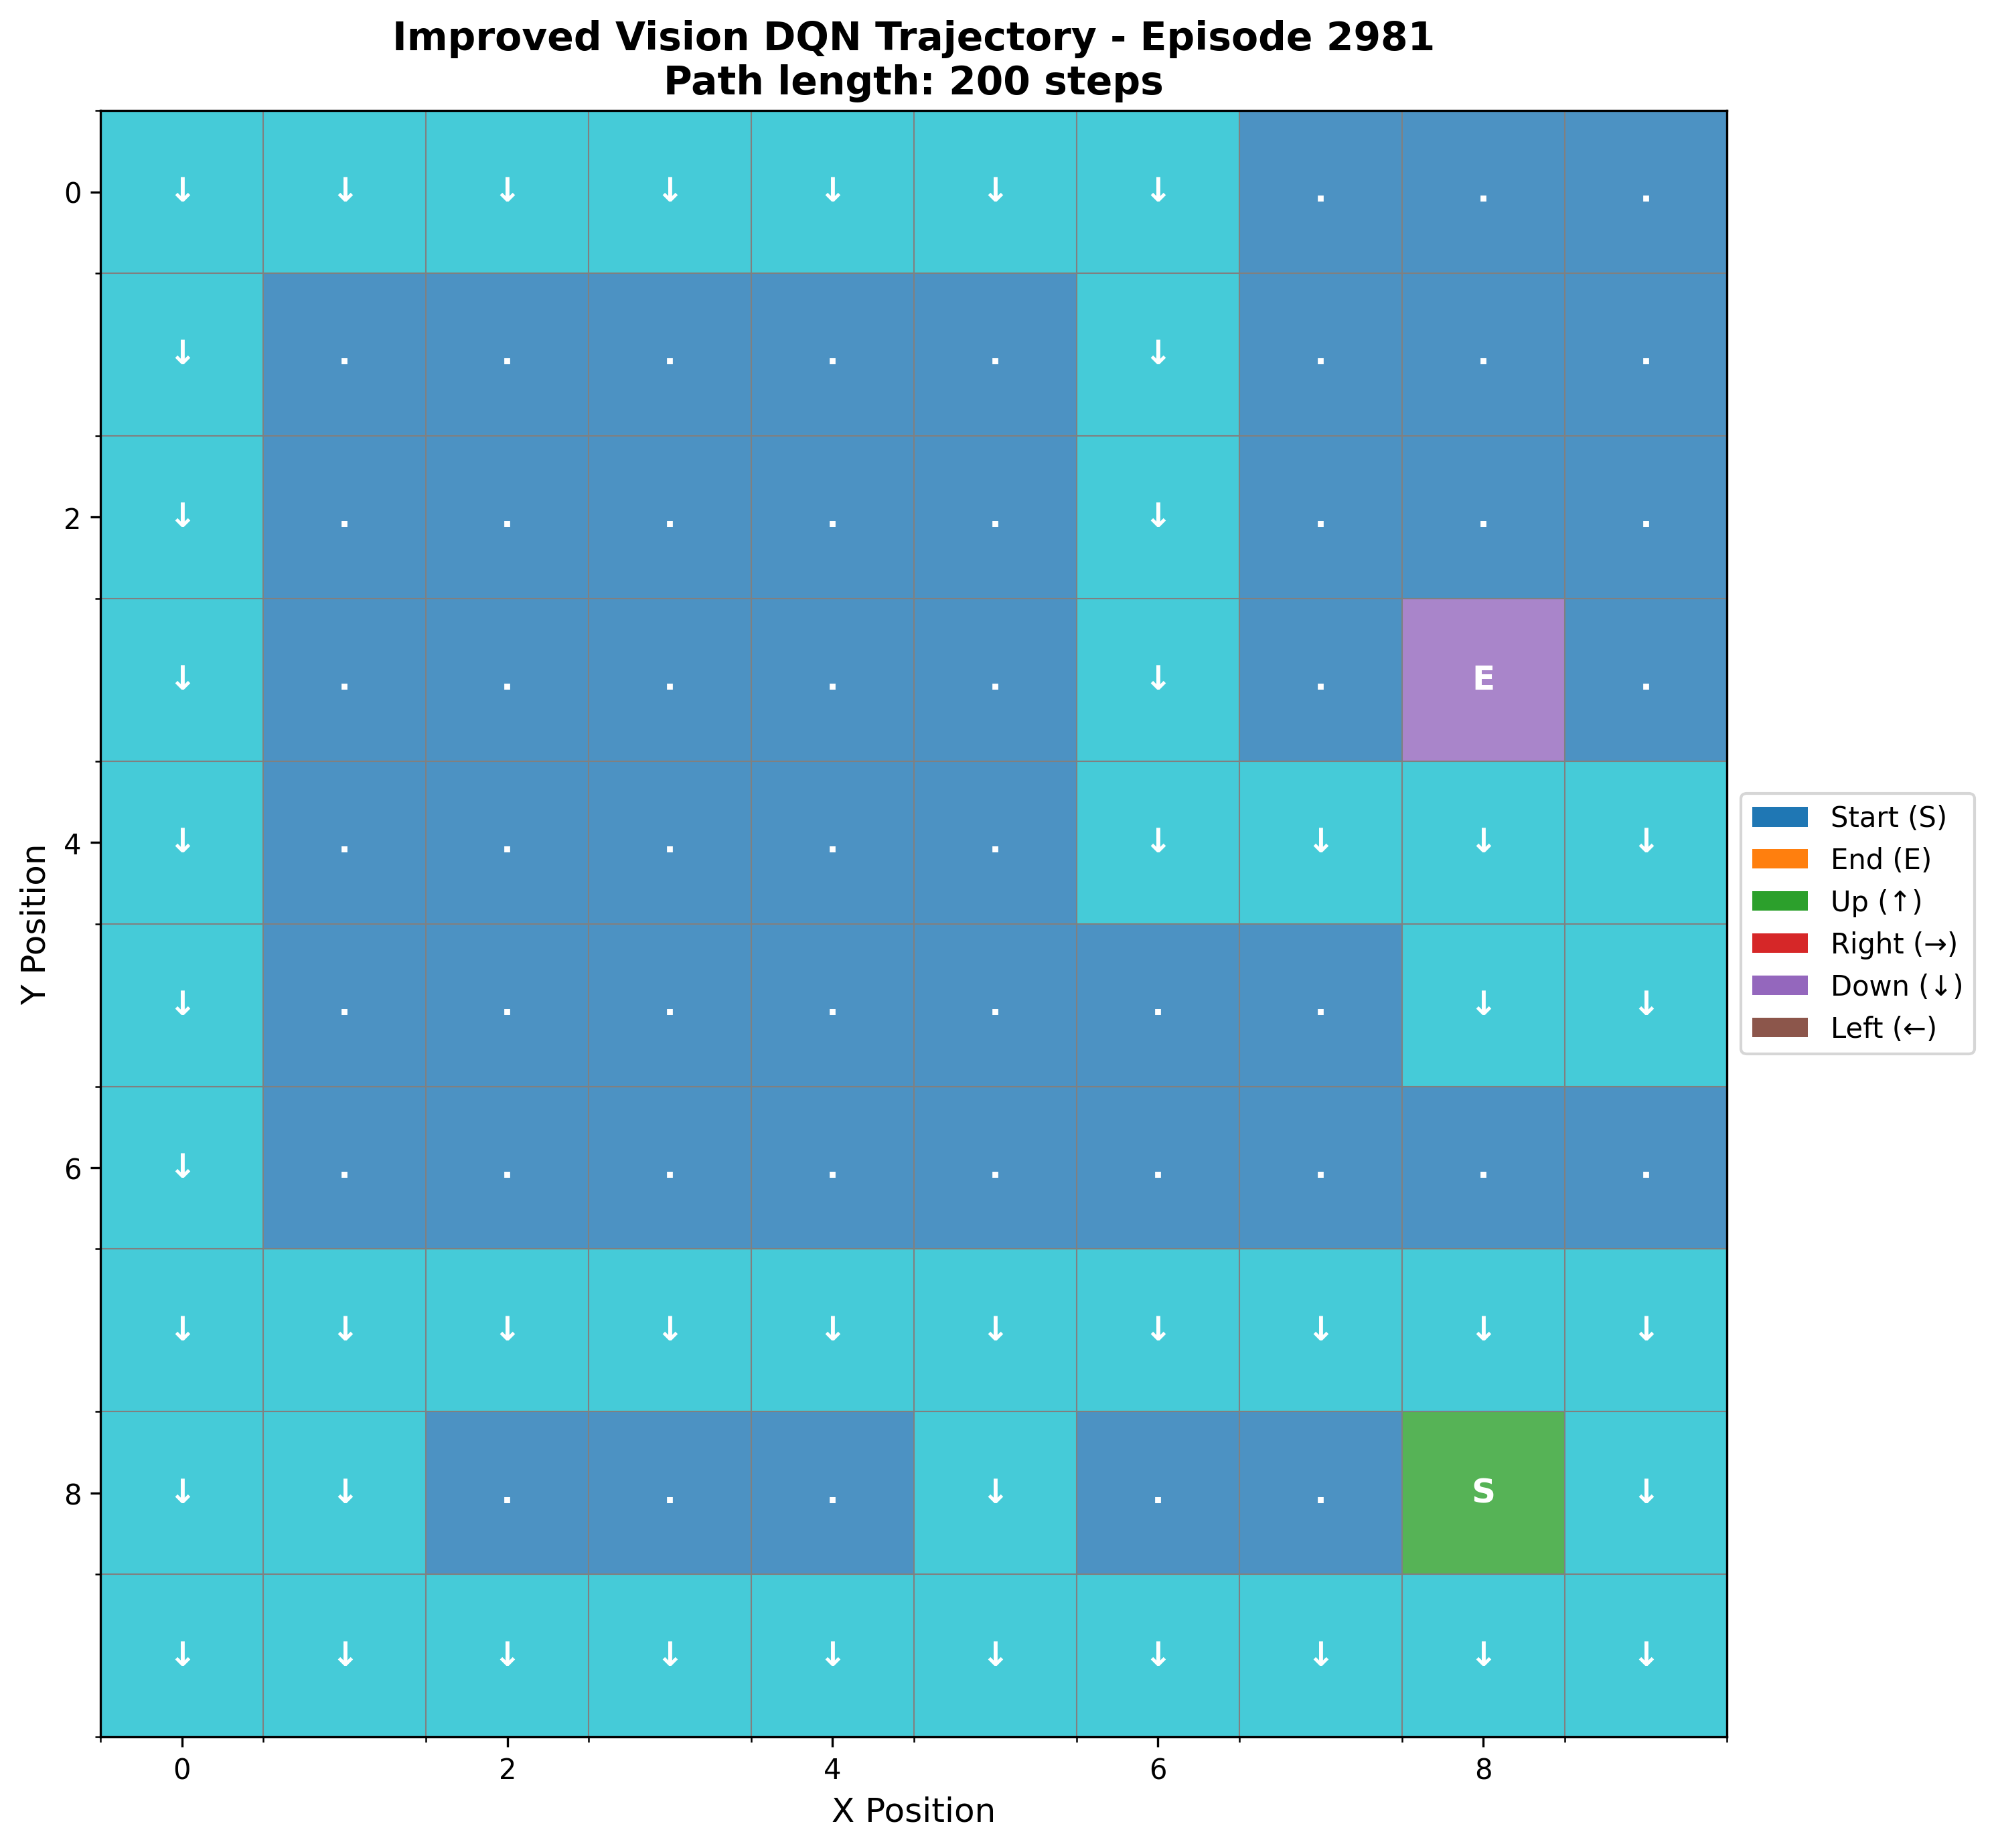 Improved Vision DQN Trajectory - Episode 2981
Path length: 200 steps
0 ↓ ↓ ↓ ↓ ↓ ↓ ↓ . . .
↓ . . . . . ↓ . . .
2 ↓ . . . . . ↓ . . .
↓ . . . . . ↓ . E .
4 ↓ . . . . . ↓ ↓ ↓ ↓
↓ . . . . . . . ↓ ↓
6 ↓ . . . . . . . . .
↓ ↓ ↓ ↓ ↓ ↓ ↓ ↓ ↓ ↓
8 ↓ ↓ . . . ↓ . . S ↓
↓ ↓ ↓ ↓ ↓ ↓ ↓ ↓ ↓ ↓
0 2 4 6 8
X Position
Y Position
Start (S)
End (E)
Up (↑)
Right (→)
Down (↓)
Left (←)